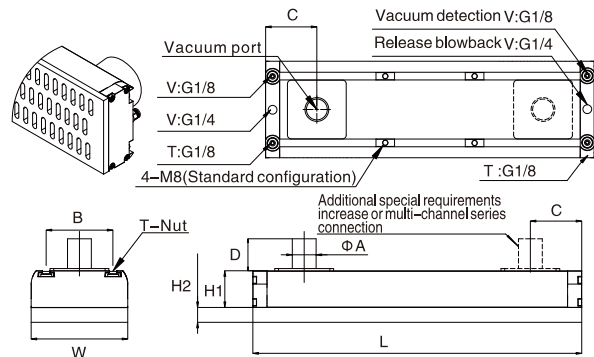 C
Vacuum detection V:G1/8
Vacuum port
Release blowback V:G1/4
V:G1/8
V:G1/4
T:G1/8
4-M8(Standard configuration)
T :G1/8
Additional special requirements
increase or multi-channel series
connection
C
B
T-Nut
D
ΦA
H2
H1
W
L